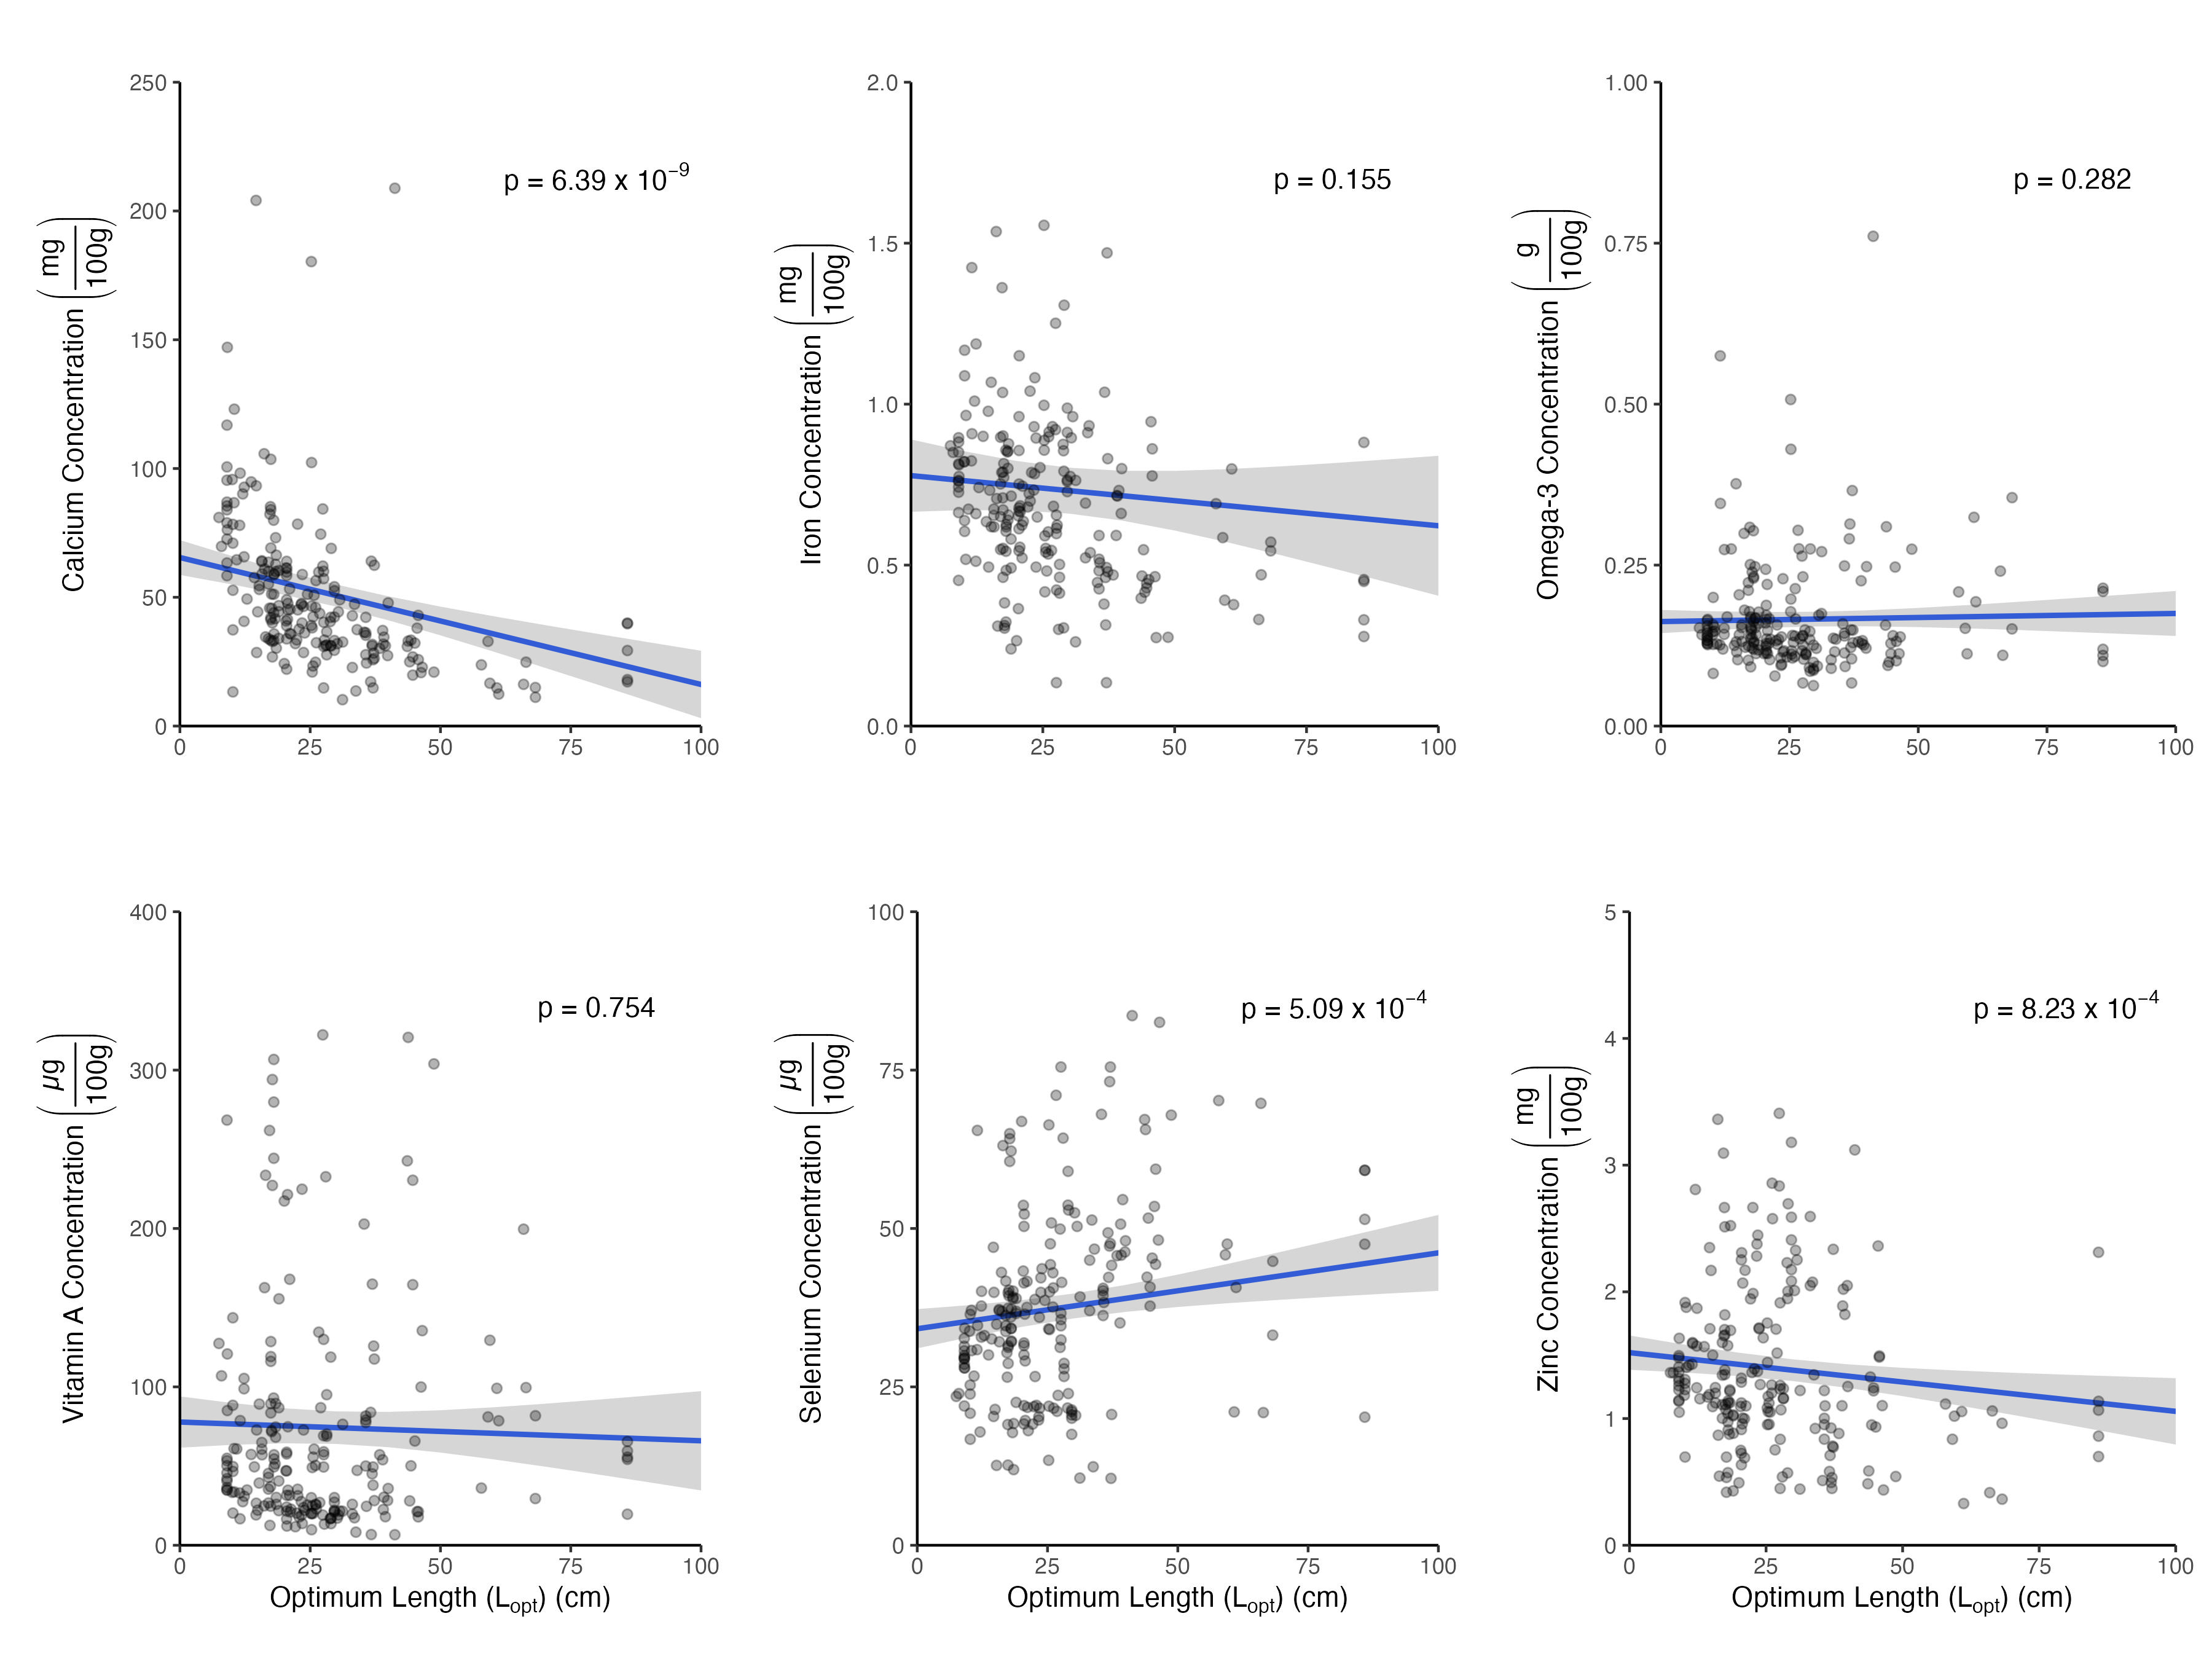 250
200
150
100
50
0
0 25 50 75 100
Calcium Concentration (mg/100g)
p = 6.39 x 10⁻⁹
2.0
1.5
1.0
0.5
0.0
0 25 50 75 100
Iron Concentration (mg/100g)
p = 0.155
1.00
0.75
0.50
0.25
0.00
0 25 50 75 100
Omega-3 Concentration (g/100g)
p = 0.282
400
300
200
100
0
0 25 50 75 100
Vitamin A Concentration (µg/100g)
p = 0.754
Optimum Length (Lopt) (cm)
100
75
50
25
0
0 25 50 75 100
Selenium Concentration (µg/100g)
p = 5.09 x 10⁻⁴
Optimum Length (Lopt) (cm)
5
4
3
2
1
0
0 25 50 75 100
Zinc Concentration (mg/100g)
p = 8.23 x 10⁻⁴
Optimum Length (Lopt) (cm)